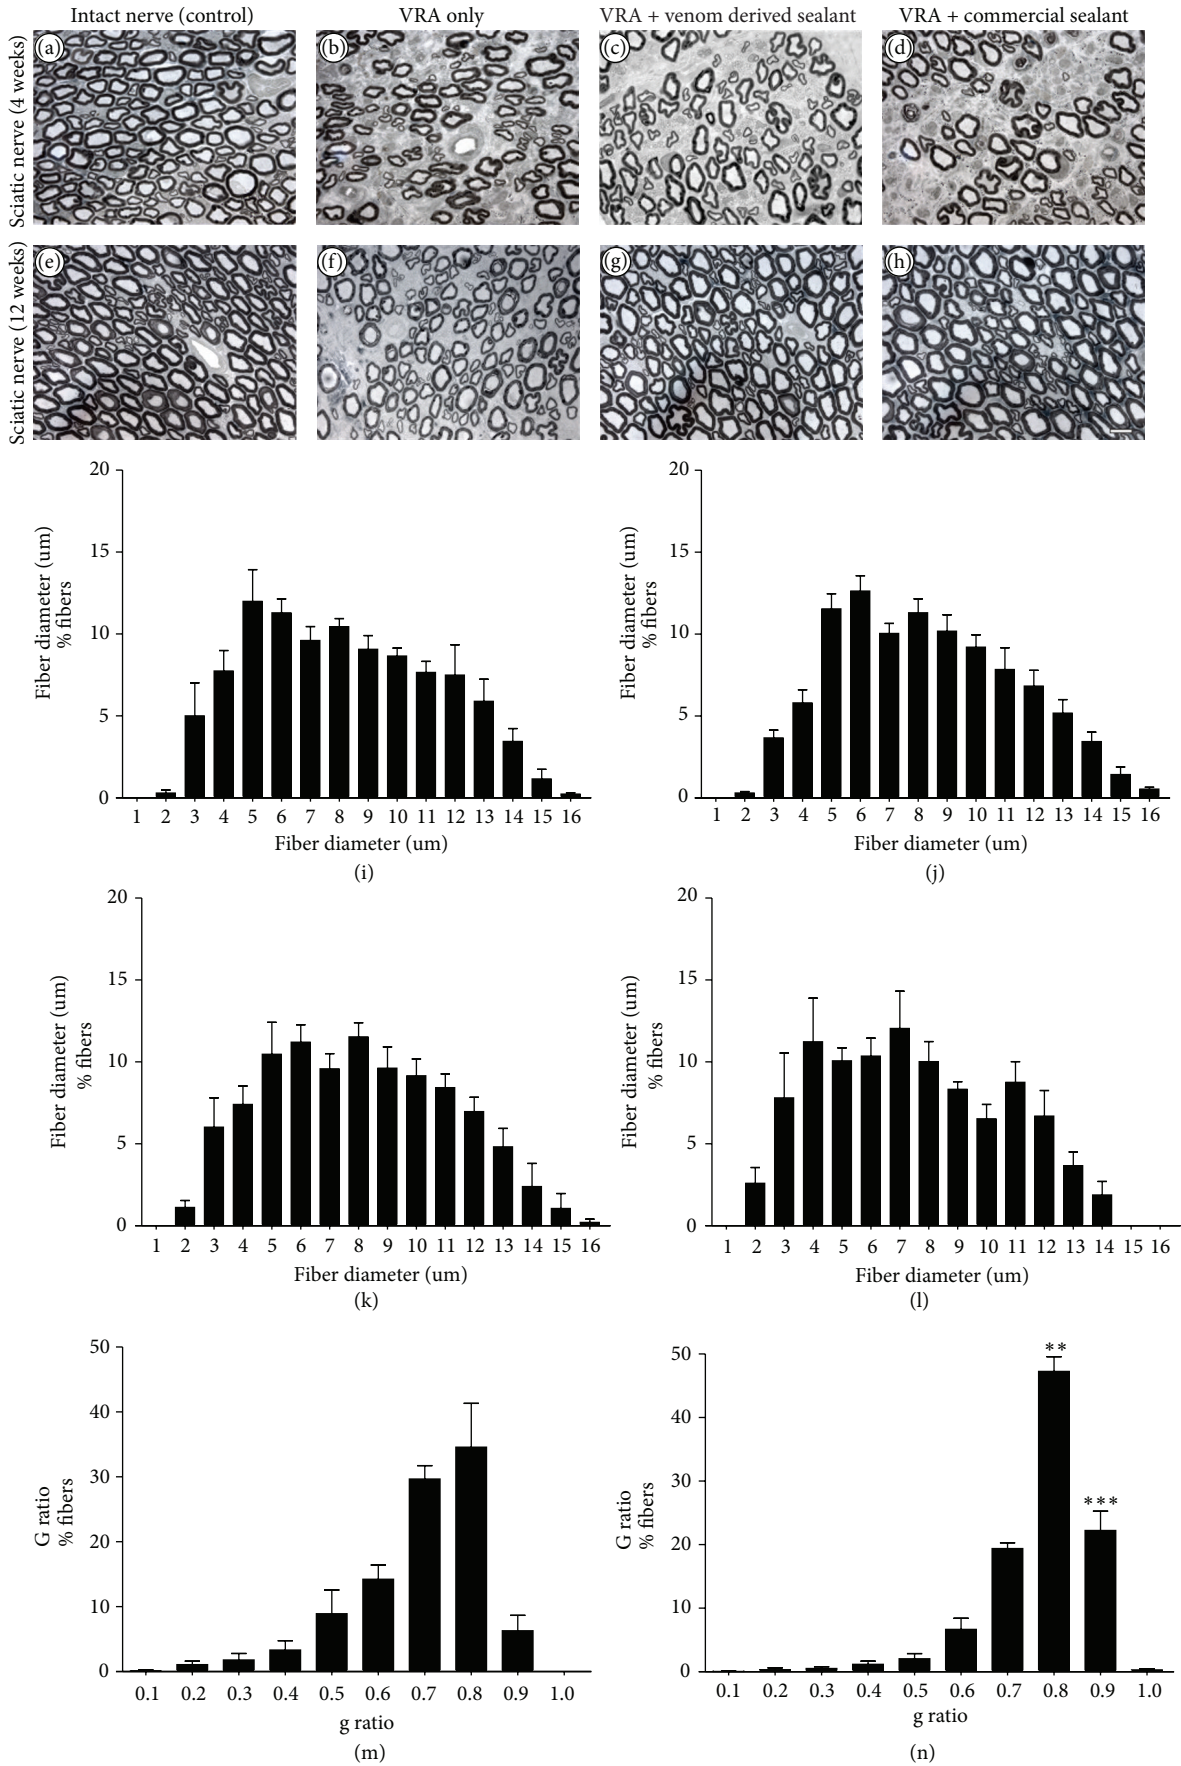 Intact nerve (control)
VRA only
VRA + venom derived sealant
VRA + commercial sealant
Sciatic nerve (4 weeks)
(a)
(b)
(c)
(d)
Sciatic nerve (12 weeks)
(e)
(f)
(g)
(h)
Fiber diameter (um)
% fibers
20
15
10
5
0
1 2 3 4 5 6 7 8 9 10 11 12 13 14 15 16
Fiber diameter (um)
(i)
Fiber diameter (um)
% fibers
20
15
10
5
0
1 2 3 4 5 6 7 8 9 10 11 12 13 14 15 16
Fiber diameter (um)
(j)
Fiber diameter (um)
% fibers
20
15
10
5
0
1 2 3 4 5 6 7 8 9 10 11 12 13 14 15 16
Fiber diameter (um)
(k)
Fiber diameter (um)
% fibers
20
15
10
5
0
1 2 3 4 5 6 7 8 9 10 11 12 13 14 15 16
Fiber diameter (um)
(l)
G ratio
% fibers
50
40
30
20
10
0
0.1 0.2 0.3 0.4 0.5 0.6 0.7 0.8 0.9 1.0
g ratio
(m)
G ratio
% fibers
50
40
30
20
10
0
**
***
0.1 0.2 0.3 0.4 0.5 0.6 0.7 0.8 0.9 1.0
g ratio
(n)